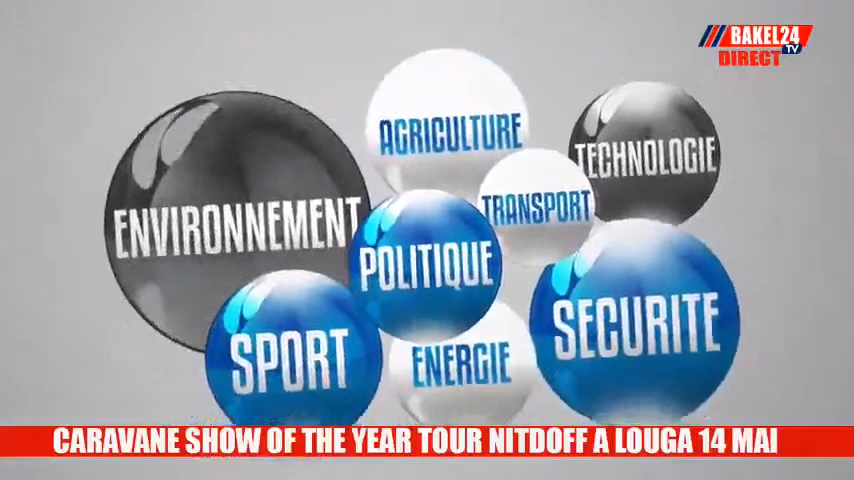 BAKEL24
TV
DIRECT
AGRICULTURE
TECHNOLOGIE
ENVIRONNEMENT
TRANSPORT
POLITIQUE
SECURITE
SPORT
ENERGIE
CARAVANE SHOW OF THE YEAR TOUR NITDOFF A LOUGA 14 MAI